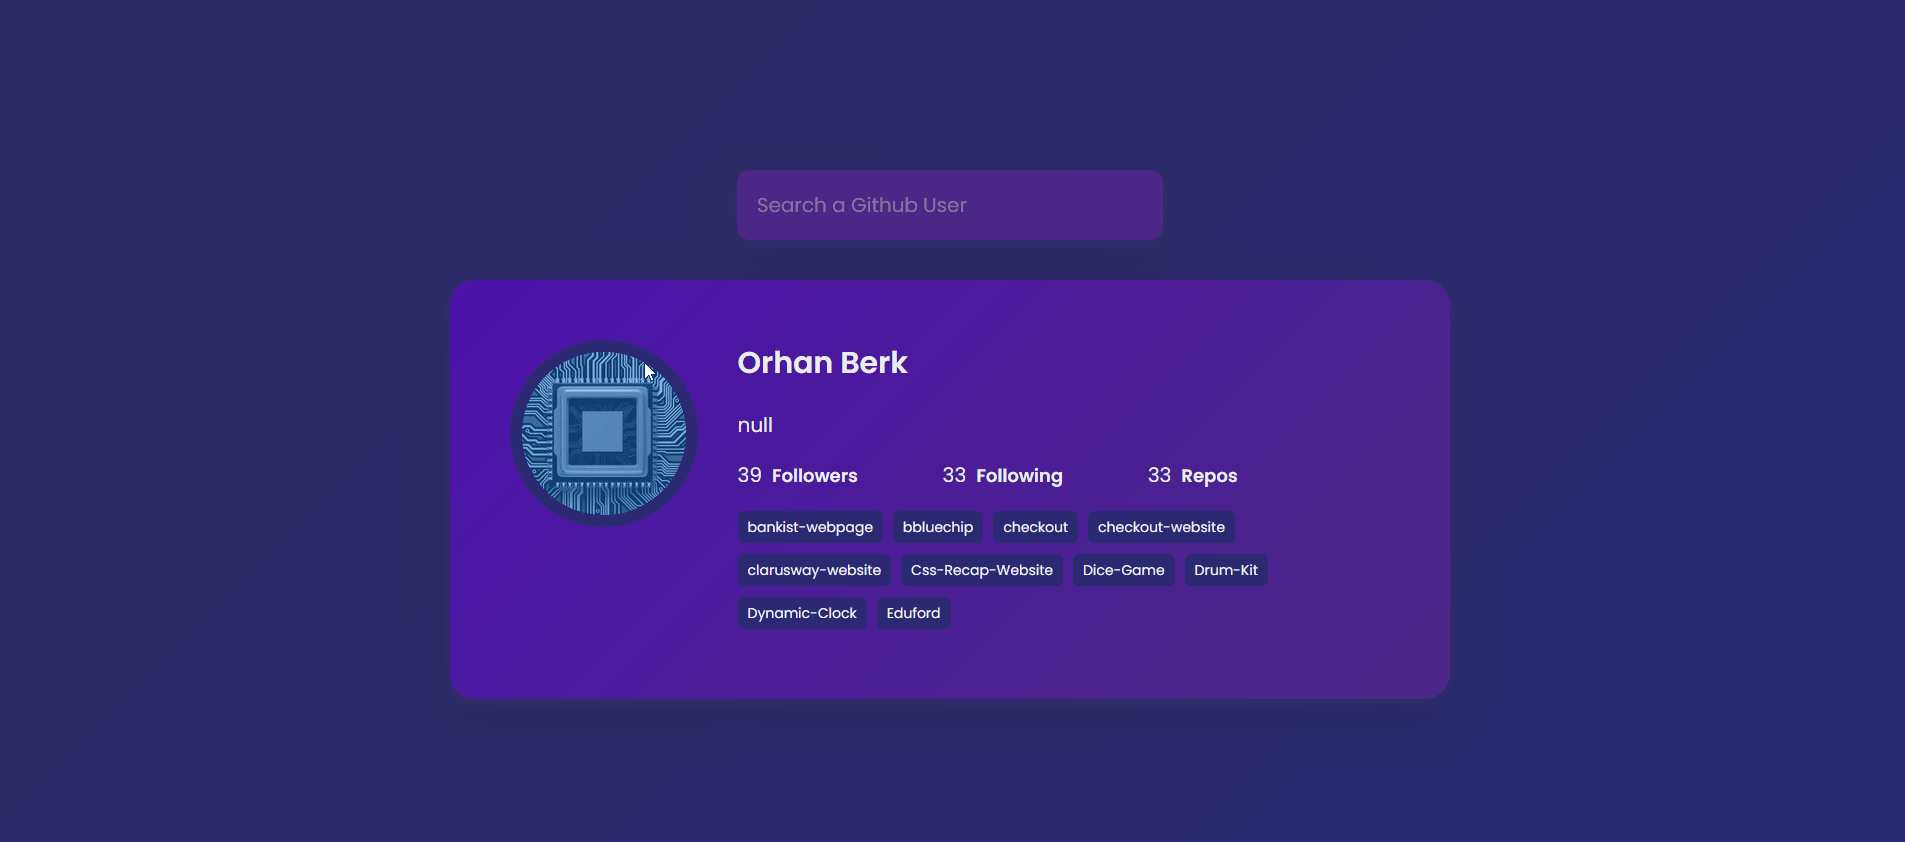 Search a Github User
Orhan Berk
null
39 Followers 33 Following 33 Repos
bankist-webpage bbluechip checkout checkout-website
clarusway-website Css-Recap-Website Dice-Game Drum-Kit
Dynamic-Clock Eduford